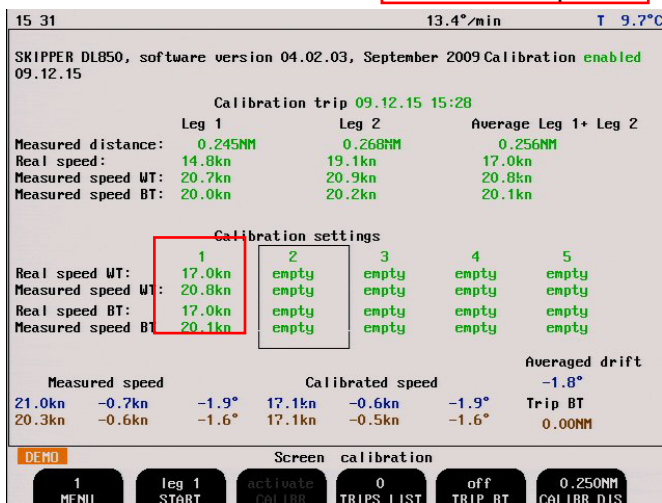 15 31 13.4°/min T 9.7°C
SKIPPER DL850, software version 04.02.03, September 2009 Calibration enabled
09.12.15
Calibration trip 09.12.15 15:28
Leg 1 Leg 2 Average Leg 1+ Leg 2
Measured distance: 0.245NM 0.268NM 0.256NM
Real speed: 14.8kn 19.1kn 17.0kn
Measured speed WT: 20.7kn 20.9kn 20.8kn
Measured speed BT: 20.0kn 20.2kn 20.1kn
Calibration settings
1 2 3 4 5
Real speed WT: 17.0kn empty empty empty empty
Measured speed WT: 20.8kn empty empty empty empty
Real speed BT: 17.0kn empty empty empty empty
Measured speed BT 20.1kn empty empty empty empty
Averaged drift
Measured speed Calibrated speed -1.8°
21.0kn -0.7kn -1.9° 17.1kn -0.6kn -1.9° Trip BT
20.3kn -0.6kn -1.6° 17.1kn -0.5kn -1.6° 0.00NM
DEMO Screen calibration
1 leg 1 activate 0 off 0.250NM
MENU START CALIBR TRIPS LIST TRIP BT CALIBR DIS